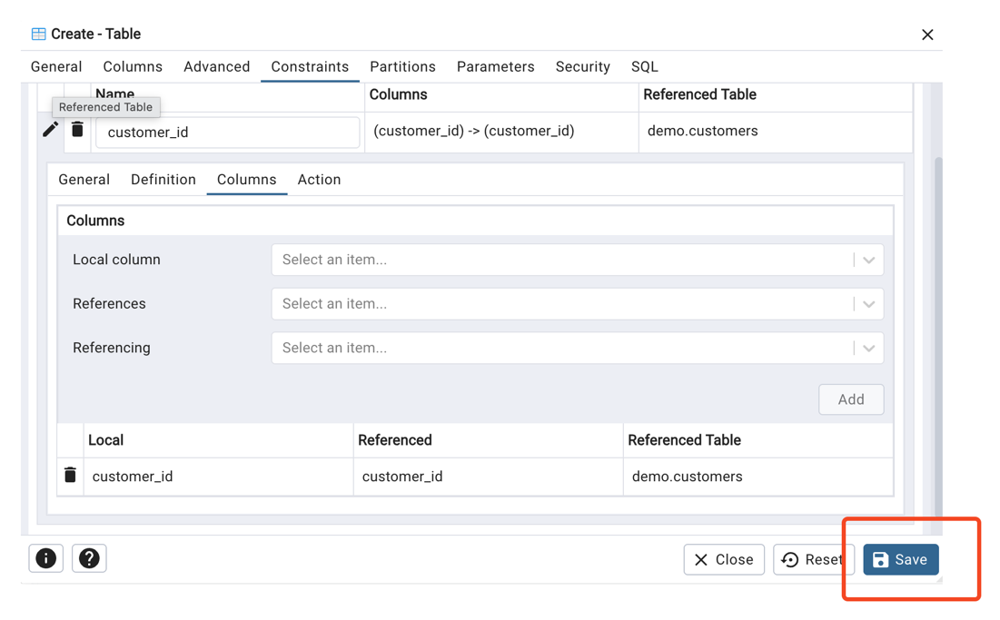 Create - Table
General Columns Advanced Constraints Partitions Parameters Security SQL
Name Columns Referenced Table
Referenced Table
customer_id (customer_id) -> (customer_id) demo.customers
General Definition Columns Action
Columns
Local column Select an item...
References Select an item...
Referencing Select an item...
Add
Local Referenced Referenced Table
customer_id customer_id demo.customers
Close Reset Save